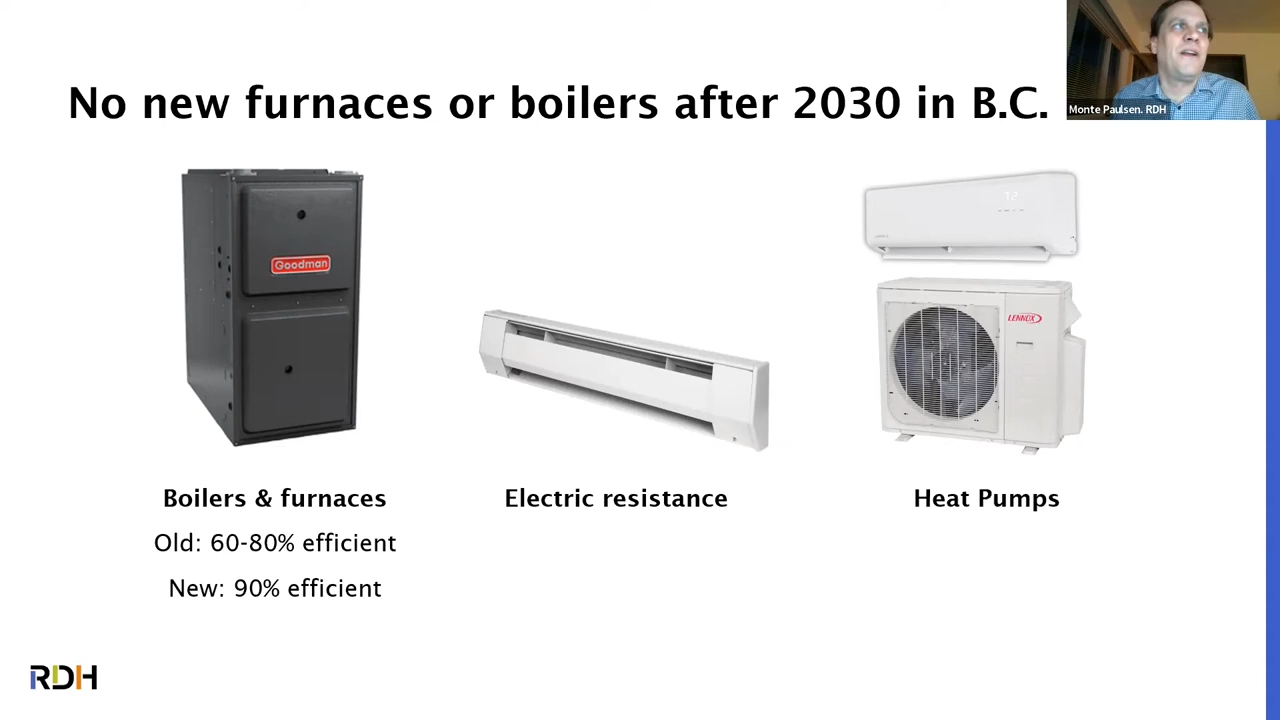 No new furnaces or boilers after 2030 in B.C.
Monte Paulsen. RDH
Goodman
72
LENNOX
Boilers & furnaces
Electric resistance
Heat Pumps
Old: 60-80% efficient
New: 90% efficient
RDH